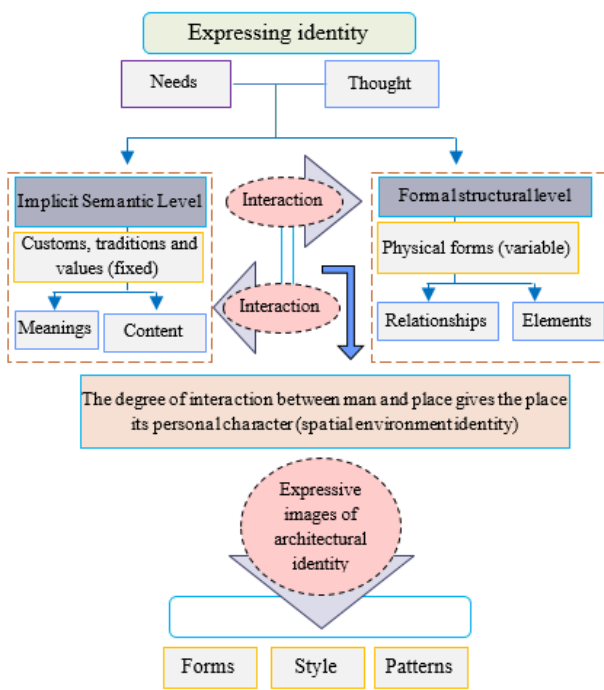 Expressing identity
Needs
Thought
Implicit Semantic Level
Interaction
Formal structural level
Customs, traditions and
values (fixed)
Physical forms (variable)
Interaction
Meanings
Content
Relationships
Elements
The degree of interaction between man and place gives the place
its personal character (spatial environment identity)
Expressive
images of
architectural
identity
Forms
Style
Patterns